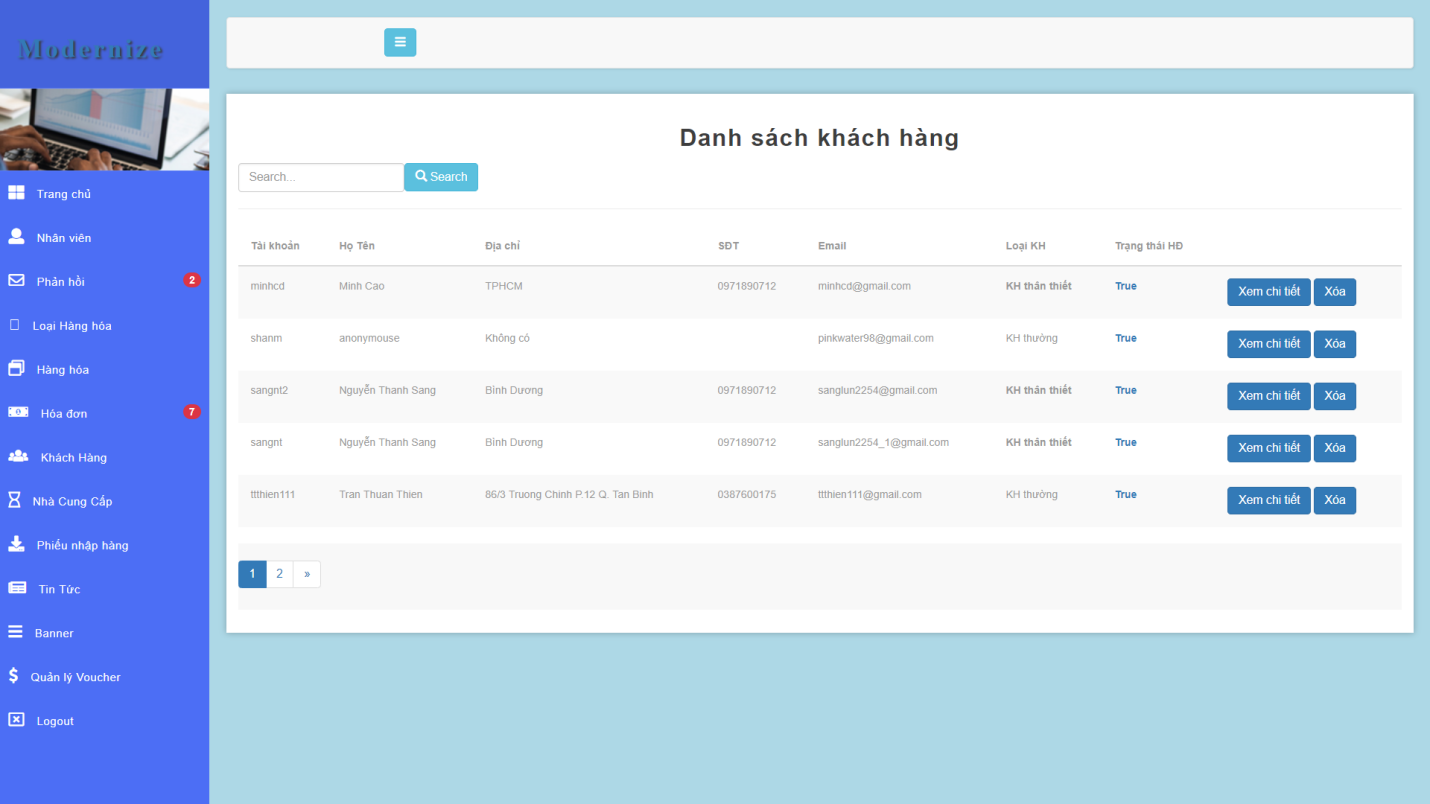 Modernize
Trang chủ
Nhân viên
Phản hồi 2
Loại Hàng hóa
Hàng hóa
Hóa đơn 7
Khách Hàng
Nhà Cung Cấp
Phiếu nhập hàng
Tin Tức
Banner
Quản lý Voucher
Logout
Danh sách khách hàng
Search... Search
Tài khoản Họ Tên Địa chỉ SĐT Email Loại KH Trạng thái HĐ
minhcd Minh Cao TPHCM 0971890712 minhcd@gmail.com KH thân thiết True Xem chi tiết Xóa
shanm anonymouse Không có pinkwater98@gmail.com KH thường True Xem chi tiết Xóa
sangnt2 Nguyễn Thanh Sang Bình Dương 0971890712 sanglun2254@gmail.com KH thân thiết True Xem chi tiết Xóa
sangnt Nguyễn Thanh Sang Bình Dương 0971890712 sanglun2254_1@gmail.com KH thân thiết True Xem chi tiết Xóa
ttthien111 Tran Thuan Thien 86/3 Truong Chinh P.12 Q. Tan Binh 0387600175 ttthien111@gmail.com KH thường True Xem chi tiết Xóa
1 2 »